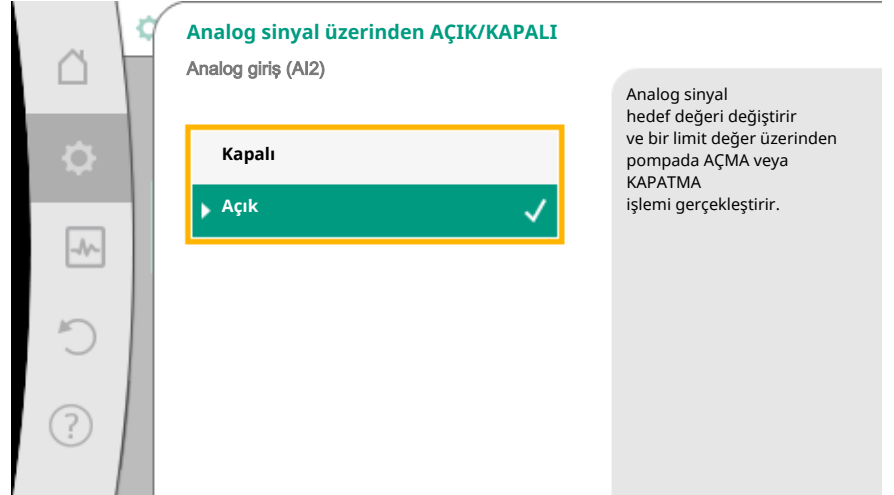 Analog sinyal üzerinden AÇIK/KAPALI
Analog giriş (AI2)
Kapalı
Açık
Analog sinyal
hedef değeri değiştirir
ve bir limit değer üzerinden
pompada AÇMA veya
KAPATMA
işlemi gerçekleştirir.
?